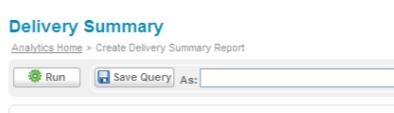 Delivery Summary
Analytics Home > Create Delivery Summary Report
Run Save Query As: